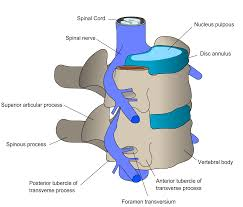 Spinal Cord
Nucleus pulpous
Spinal nerve
Disc annulus
Superior articular process
Spinous process
Vertebral body
Posterior tubercle of
transverse process
Anterior tubercle of
transverse process
Foramen transversium